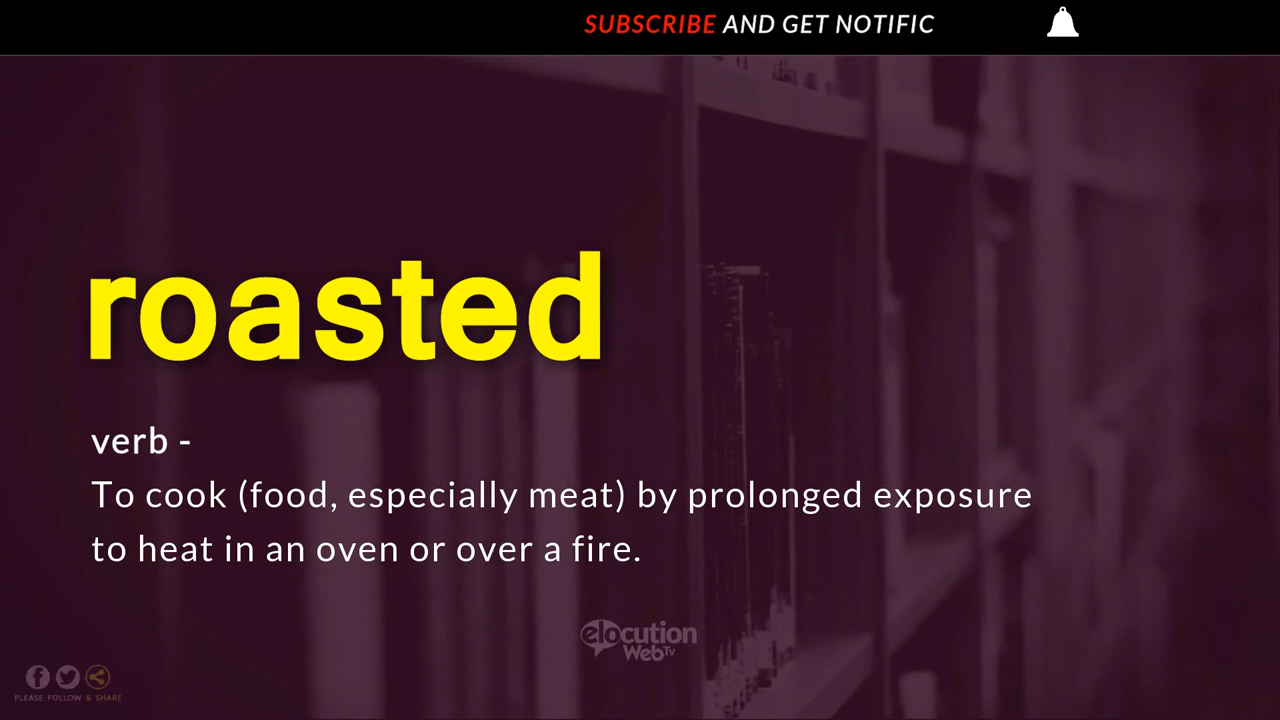 SUBSCRIBE AND GET NOTIFIC
roasted
verb -
To cook (food, especially meat) by prolonged exposure
to heat in an oven or over a fire.
elocution
WebTv
PLEASE FOLLOW & SHARE